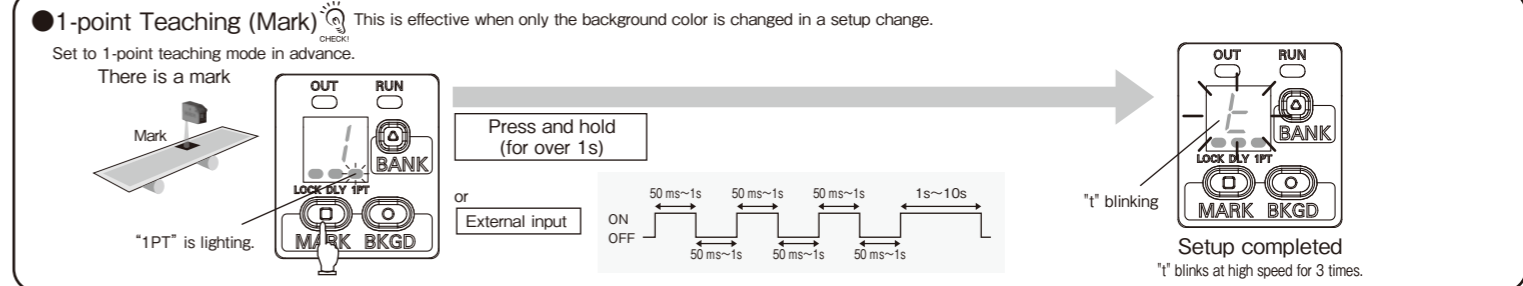 ●1-point Teaching (Mark) CHECK! This is effective when only the background color is changed in a setup change.
Set to 1-point teaching mode in advance.
There is a mark
Mark
"1PT" is lighting.
OUT RUN
1
BANK
LOCK DLY 1PT
MARK BKGD
Press and hold
(for over 1s)
or
External input
50 ms~1s 50 ms~1s 50 ms~1s 1s~10s
ON
OFF
50 ms~1s 50 ms~1s 50 ms~1s
OUT RUN
t
BANK
LOCK DLY 1PT
MARK BKGD
"t" blinking
Setup completed
"t" blinks at high speed for 3 times.